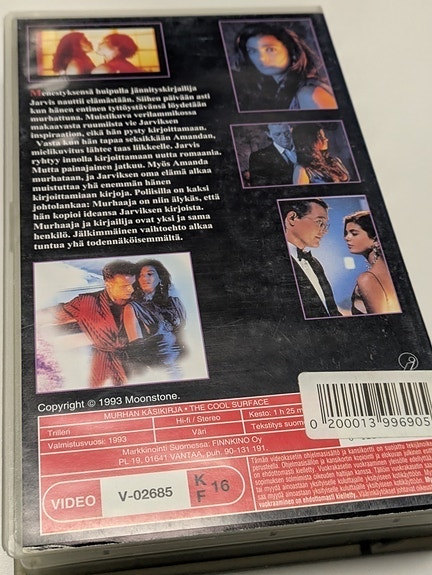 Menestyksensä huipulla jännityskirjailija
Jarvis nauttii elämästään. Siihen päivään asti
kun hänen entinen tyttöystävänsä löydetään
murhattuna. Muistikuva verilammikossa
makaavasta ruumiista vie Jarviksen
inspiraation, eikä hän pysty kirjoittamaan.
Vasta kun hän tapaa seksikkään Amandan,
mielikuvitus lähtee taas liikkeelle. Jarvis
ryhtyy innolla kirjoittamaan uutta romaania.
Mutta painajainen jatkuu. Myös Amanda
murhataan, ja Jarviksen oma elämä alkaa
muistuttaa yhä enemmän hänen
kirjoittamiaan kirjoja. Poliisilla on kaksi
johtolankaa: Murhaaja on niin älykäs, että
hän kopioi ideansa Jarviksen kirjoista.
Murhaaja ja kirjailija ovat yksi ja sama
henkilö. Jälkimmäinen vaihtoehto alkaa
tuntua yhä todennäköisemmältä.
Copyright © 1993 Moonstone.
MURHAN KÄSIKIRJA • THE COOL SURFACE
Trilleri
Hi-fi / Stereo
Kesto: 1 h 25 m
Valmistusvuosi: 1993
Väri
Tekstitys suom
Markkinointi Suomessa: FINNKINO Oy
PL 19, 01641 VANTAA, puh. 90-131 191.
0 200013 996905
VIDEO
V-02685
K
F
16